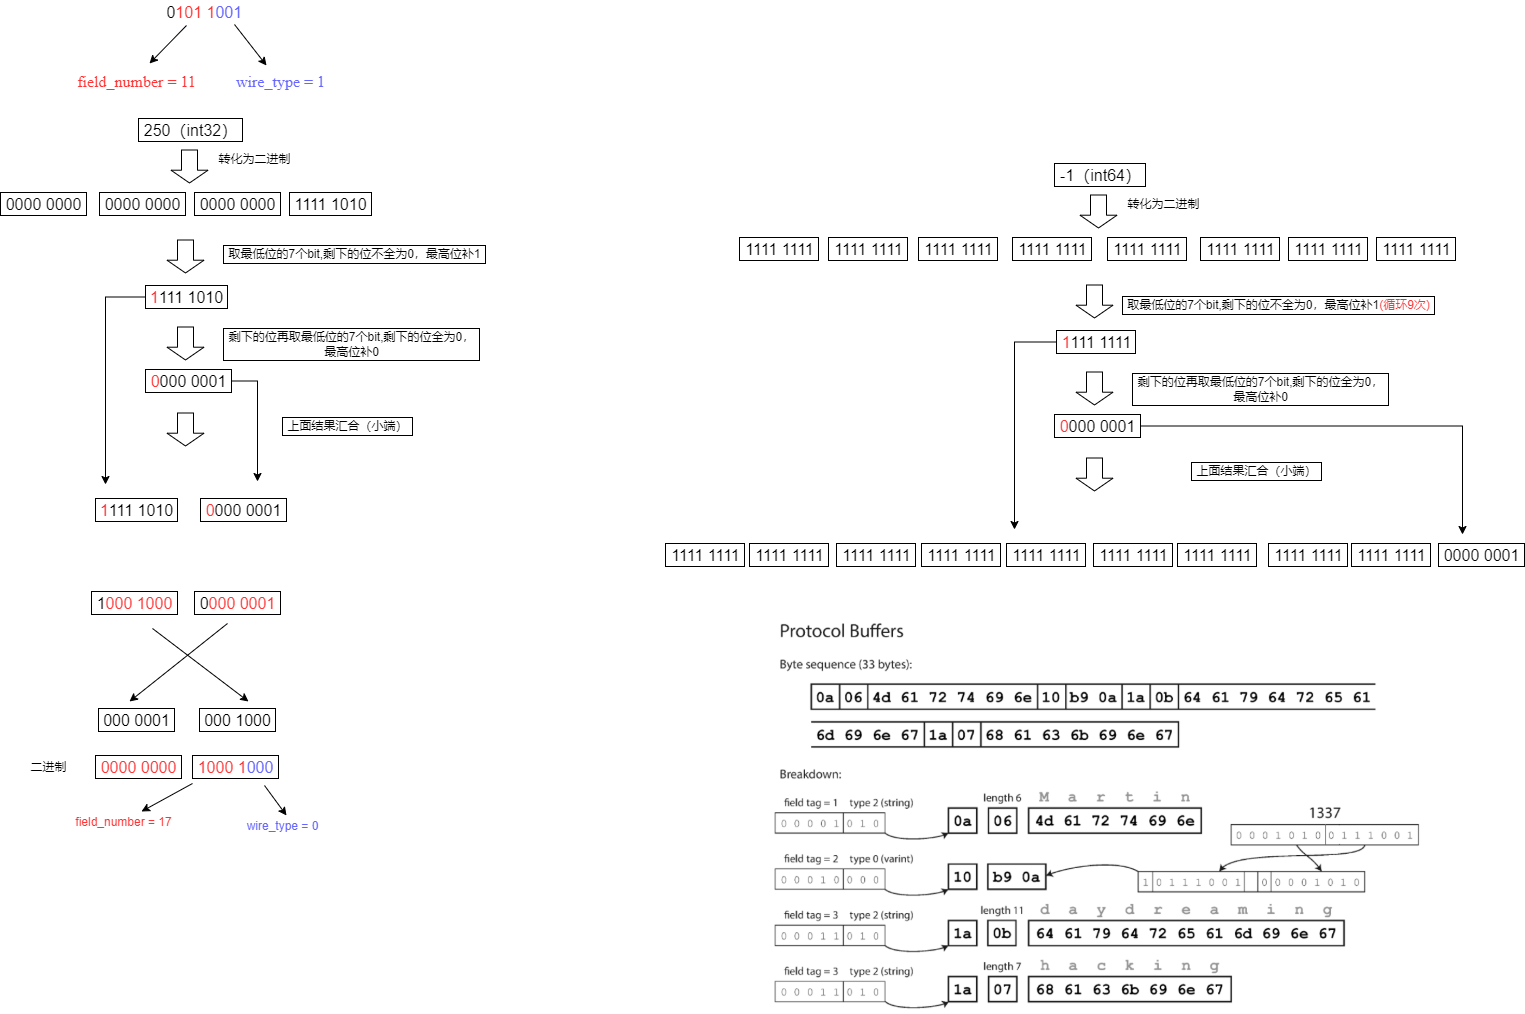 0101 1001
field_number = 11
wire_type = 1
250（int32）
转化为二进制
0000 0000
0000 0000
0000 0000
1111 1010
取最低位的7个bit,剩下的位不全为0，最高位补1
1111 1010
剩下的位再取最低位的7个bit,剩下的位全为0，
最高位补0
0000 0001
上面结果汇合（小端）
1111 1010
0000 0001
1000 1000
0000 0001
000 0001
000 1000
二进制
0000 0000
1000 1000
field_number = 17
wire_type = 0
-1（int64）
转化为二进制
1111 1111
1111 1111
1111 1111
1111 1111
1111 1111
1111 1111
1111 1111
1111 1111
取最低位的7个bit,剩下的位不全为0，最高位补1(循环9次)
1111 1111
剩下的位再取最低位的7个bit,剩下的位全为0，
最高位补0
0000 0001
上面结果汇合（小端）
1111 1111
1111 1111
1111 1111
1111 1111
1111 1111
1111 1111
1111 1111
1111 1111
1111 1111
0000 0001
Protocol Buffers
Byte sequence (33 bytes):
0a 06 4d 61 72 74 69 6e 10 b9 0a 1a 0b 64 61 79 64 72 65 61
6d 69 6e 67 1a 07 68 61 63 6b 69 6e 67
Breakdown:
field tag = 1 type 2 (string)
length 6
M a r t i n
0 0 0 0 1 0 1 0
0a
06
4d 61 72 74 69 6e
1337
0 0 0 1 0 1 0 0 1 1 1 0 0 1
field tag = 2 type 0 (varint)
0 0 0 1 0 0 0 0
10
b9 0a
1 0 1 1 1 0 0 1 0 0 0 0 1 0 1 0
field tag = 3 type 2 (string)
length 11
d a y d r e a m i n g
0 0 0 1 1 0 1 0
1a
0b
64 61 79 64 72 65 61 6d 69 6e 67
field tag = 3 type 2 (string)
length 7
h a c k i n g
0 0 0 1 1 0 1 0
1a
07
68 61 63 6b 69 6e 67